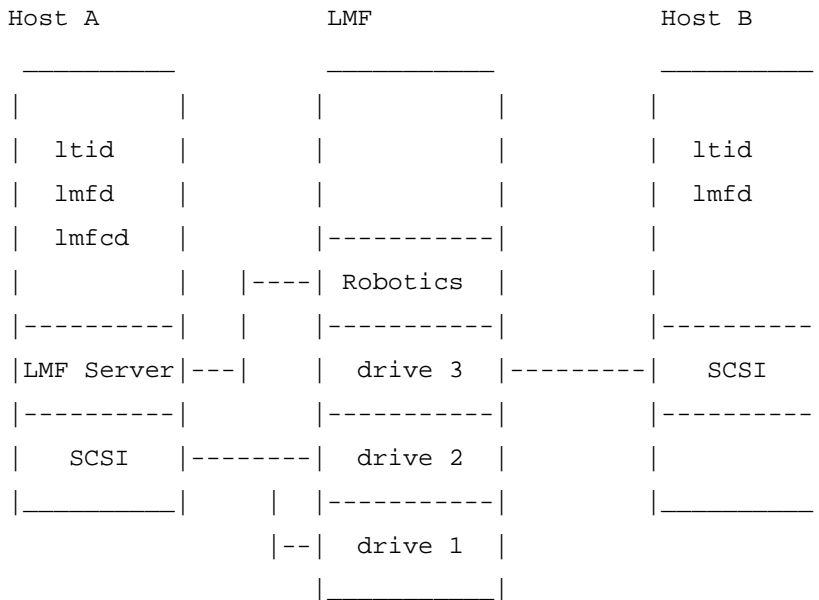 Host A LMF Host B
ltid ltid
lmfd lmfd
lmfcd
Robotics
LMF Server drive 3 SCSI
SCSI drive 2
drive 1